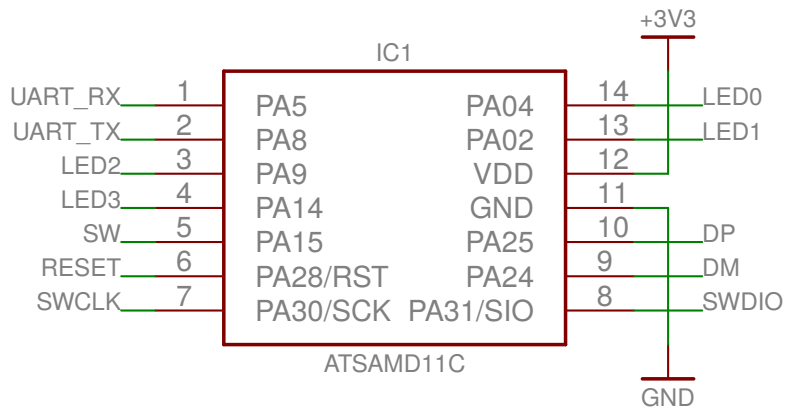 +3V3
IC1
UART_RX 1 PA5 PA04 14 LED0
UART_TX 2 PA8 PA02 13 LED1
LED2 3 PA9 VDD 12
LED3 4 PA14 GND 11
SW 5 PA15 PA25 10 DP
RESET 6 PA28/RST PA24 9 DM
SWCLK 7 PA30/SCK PA31/SIO 8 SWDIO
ATSAMD11C
GND